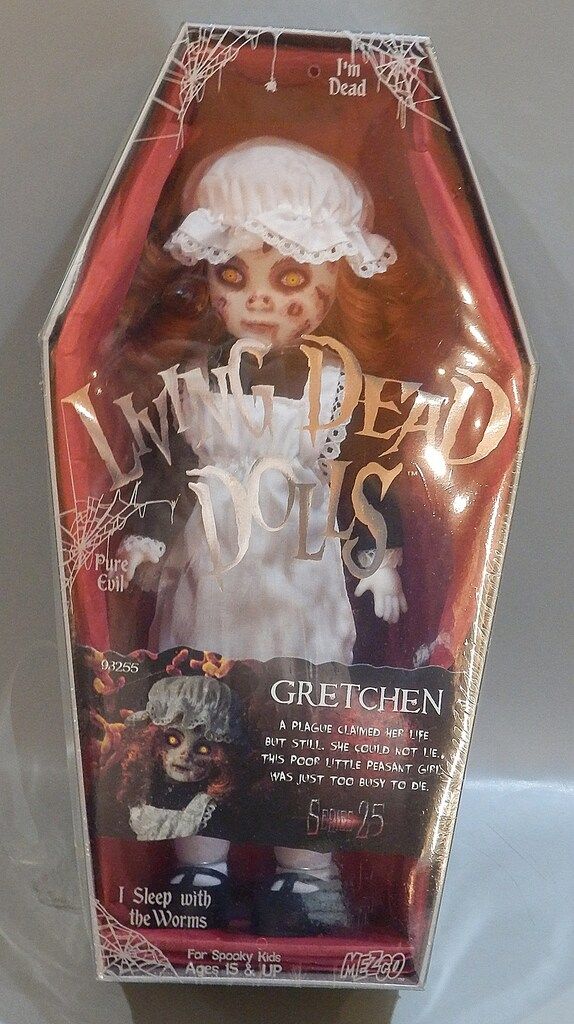 I'm
Dead
LIVING DEAD
DOLLS™
Pure
Evil
93255
GRETCHEN
A PLAGUE CLAIMED HER LIFE
BUT STILL, SHE COULD NOT LIE..
THIS POOR LITTLE PEASANT GIRL
WAS JUST TOO BUSY TO DIE.
SERIES 25
I Sleep with
the Worms
For Spooky Kids
Ages 15 & UP
MEZCO